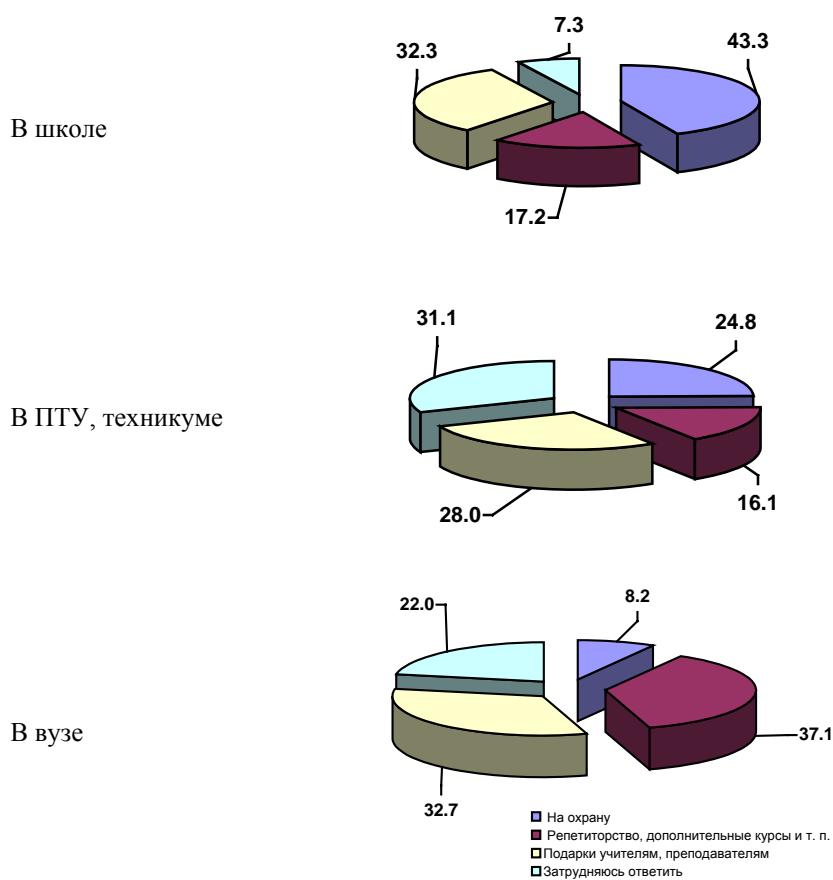 7.3
32.3
43.3
В школе
17.2
31.1
24.8
В ПТУ, техникуме
28.0
16.1
22.0
8.2
В вузе
37.1
32.7
На охрану
Репетиторство, дополнительные курсы и т. п.
Подарки учителям, преподавателям
Затрудняюсь ответить